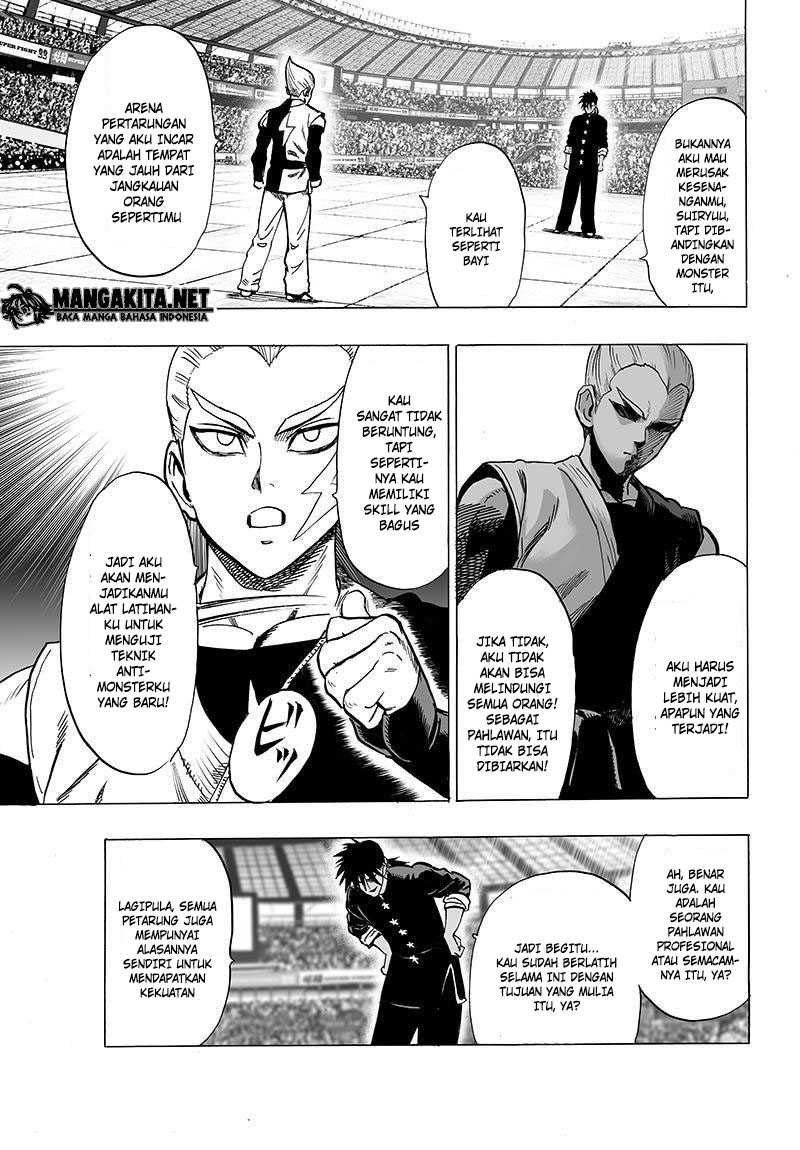 BUKANNYA
AKU MAU
MERUSAK
KESENA-
NGANMU,
SUIRYUU,
TAPI DIB-
ANDINGKAN
DENGAN
MONSTER
ITU,
KAU
TERLIHAT
SEPERTI
BAYI
ARENA
PERTARUNGAN
YANG AKU INCAR
ADALAH TEMPAT
YANG JAUH DARI
JANGKAUAN
ORANG
SEPERTIMU
MANGAKITA.NET
BACA MANGA BAHASA INDONESIA
AKU HARUS
MENJADI
LEBIH KUAT,
APAPUN YANG
TERJADI!
JIKA TIDAK,
AKU TIDAK
AKAN BISA
MELINDUNGI
SEMUA ORANG!
SEBAGAI
PAHLAWAN, ITU
TIDAK BISA
DIBIARKAN!
KAU
SANGAT TIDAK
BERUNTUNG,
TAPI
SEPERTI-
NYA KAU
MEMILIKI
SKILL YANG
BAGUS
JADI AKU
AKAN MEN-
JADIKANMU
ALAT LATIHAN-
KU UNTUK
MENGUJI
TEKNIK
ANTI-
MONSTERKU
YANG BARU!
ビッ
AH, BENAR
JUGA. KAU
ADALAH
SEORANG
PAHLAWAN
PROFESIONAL
ATAU SEMACAM-
NYA ITU, YA?
JADI BEGITU...
KAU SUDAH BERLATIH
SELAMA INI DENGAN
TUJUAN YANG MULIA
ITU, YA?
LAGIPULA, SEMUA
PETARUNG JUGA
MEMPUNYAI
ALASANNYA
SENDIRI UNTUK
MENDAPATKAN
KEKUATAN